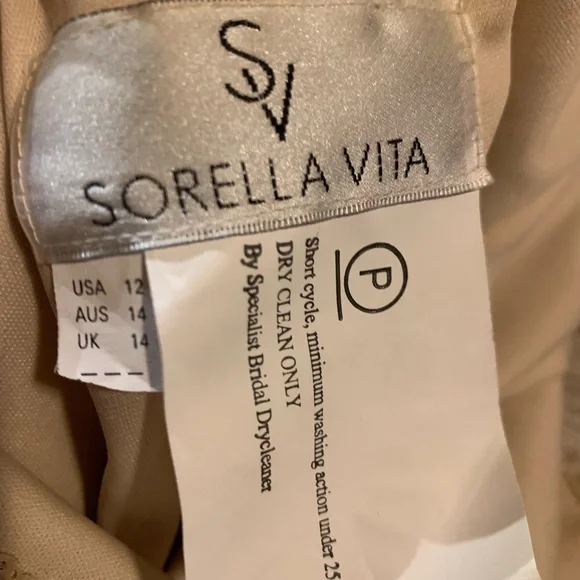 SV
SORELLA VITA
USA 12
AUS 14
UK 14
P
Short cycle, minimum washing action under 25
DRY CLEAN ONLY
By Specialist Bridal Drycleaner